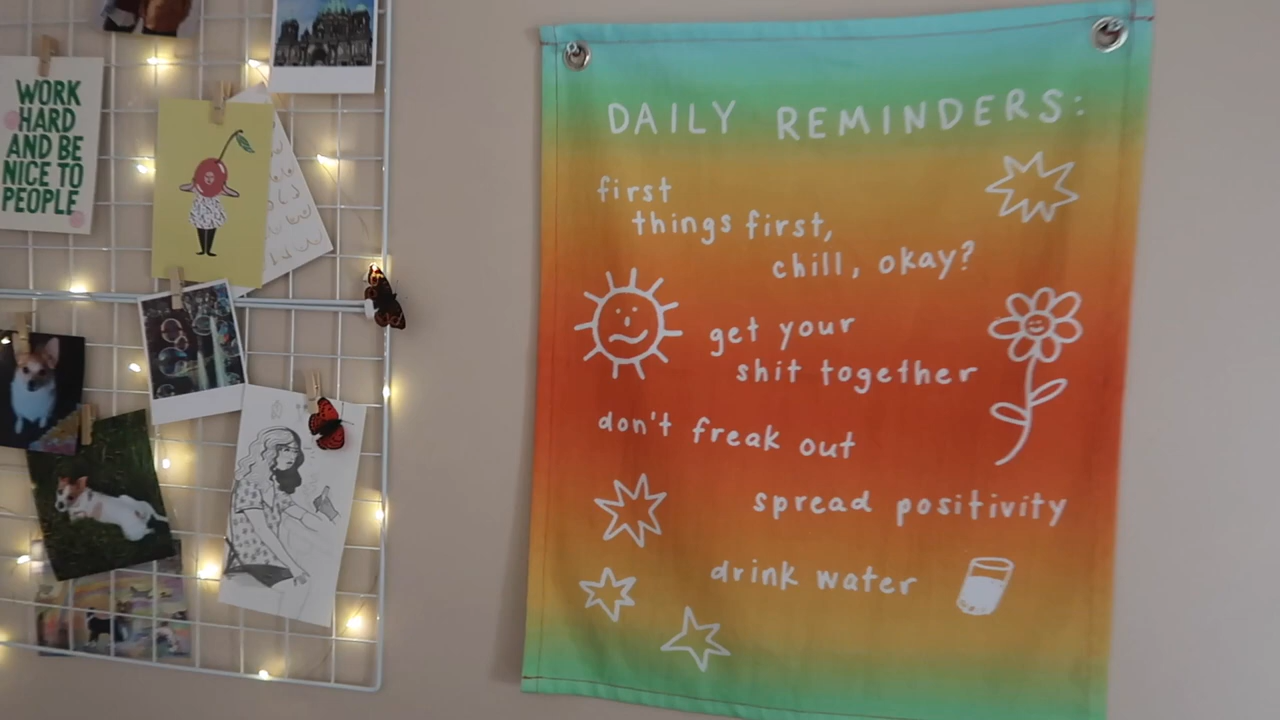 WORK
HARD
AND BE
NICE TO
PEOPLE
DAILY REMINDERS:
first
things first,
chill, okay?
get your
shit together
don't freak out
spread positivity
drink water